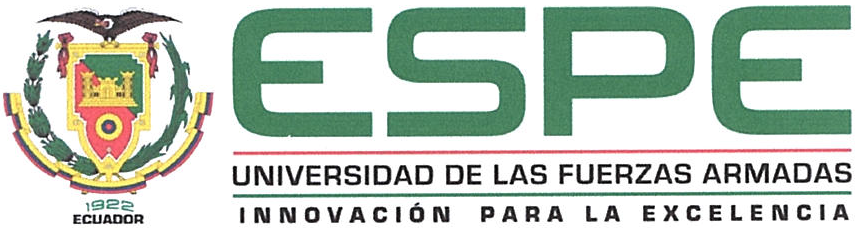 ESPE
UNIVERSIDAD DE LAS FUERZAS ARMADAS
INNOVACIÓN PARA LA EXCELENCIA
1922
ECUADOR